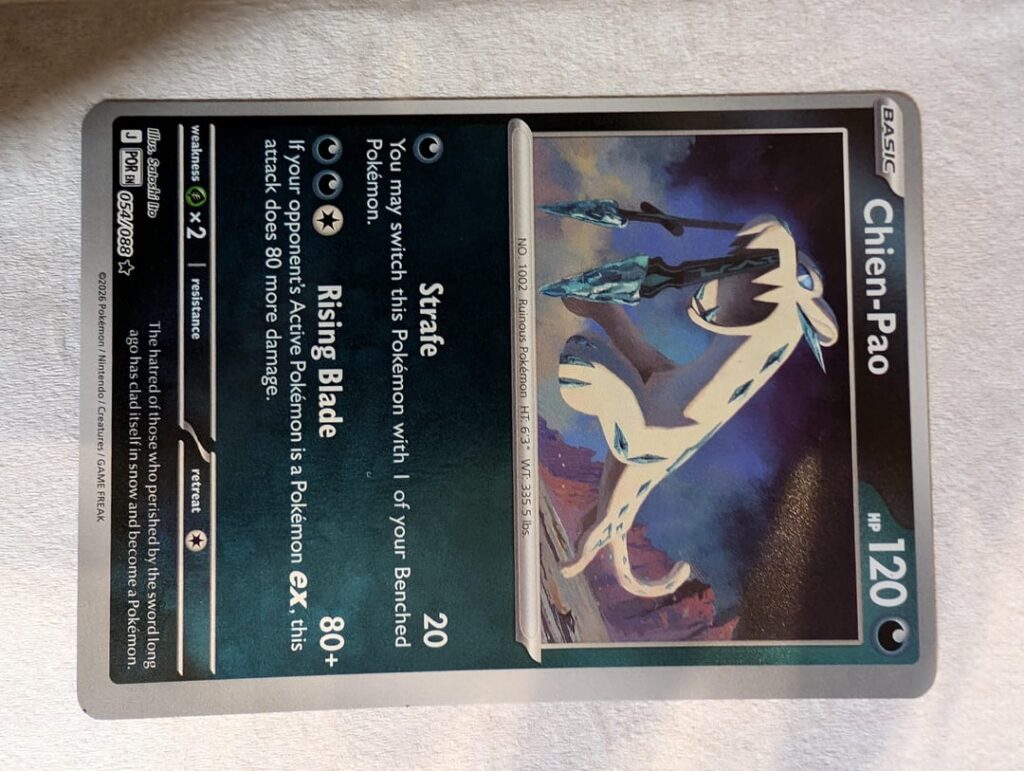 BASIC
Chien-Pao
HP 120
NO. 1002 Ruinous Pokémon HT: 6'3" WT: 335.5 lbs.
Strafe 20
You may switch this Pokémon with 1 of your Benched
Pokémon.
Rising Blade 80+
If your opponent's Active Pokémon is a Pokémon ex, this
attack does 80 more damage.
weakness ×2 resistance retreat
Illus. Satoshi Ito
J POR EN 054/088
The hatred of those who perished by the sword long
ago has clad itself in snow and become a Pokémon.
©2026 Pokémon / Nintendo / Creatures / GAME FREAK